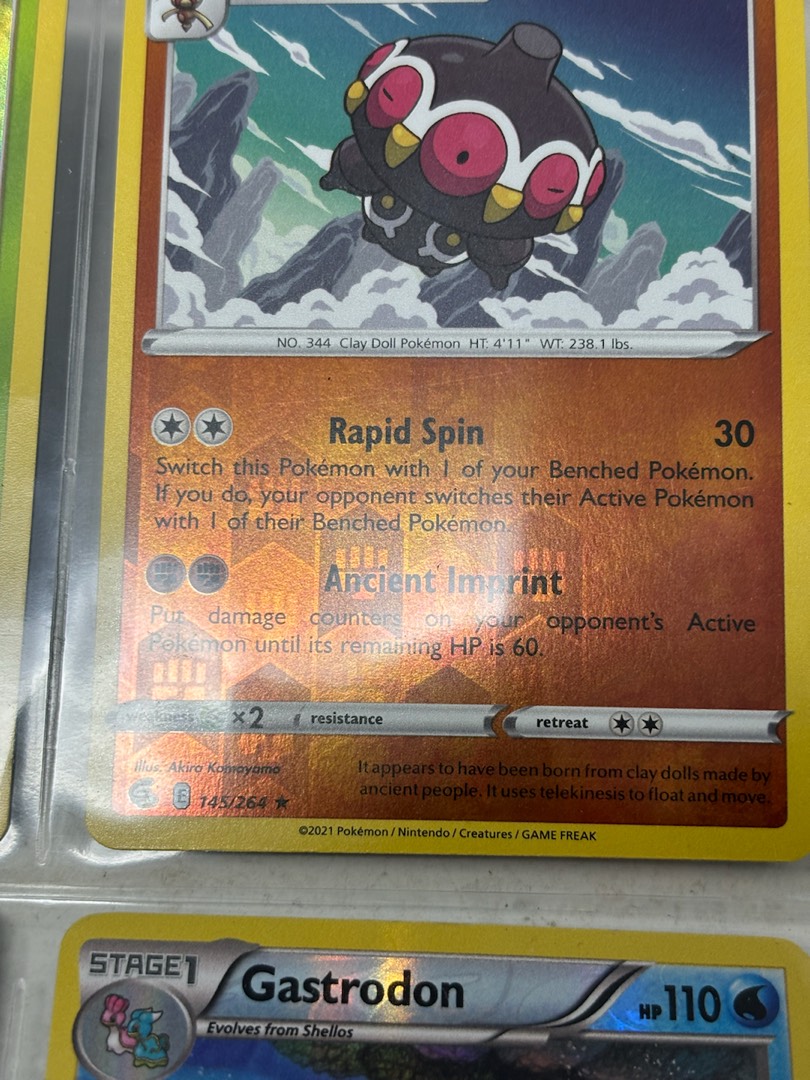 NO. 344 Clay Doll Pokémon HT: 4'11" WT: 238.1 lbs.
Rapid Spin 30
Switch this Pokémon with 1 of your Benched Pokémon.
If you do, your opponent switches their Active Pokémon
with 1 of their Benched Pokémon.
Ancient Imprint
Put damage counters on your opponent's Active
Pokémon until its remaining HP is 60.
weakness ×2 resistance retreat
Illus. Akira Komayama
It appears to have been born from clay dolls made by
ancient people. It uses telekinesis to float and move.
E 145/264 ★
©2021 Pokémon / Nintendo / Creatures / GAME FREAK
STAGE1 Gastrodon HP 110
Evolves from Shellos